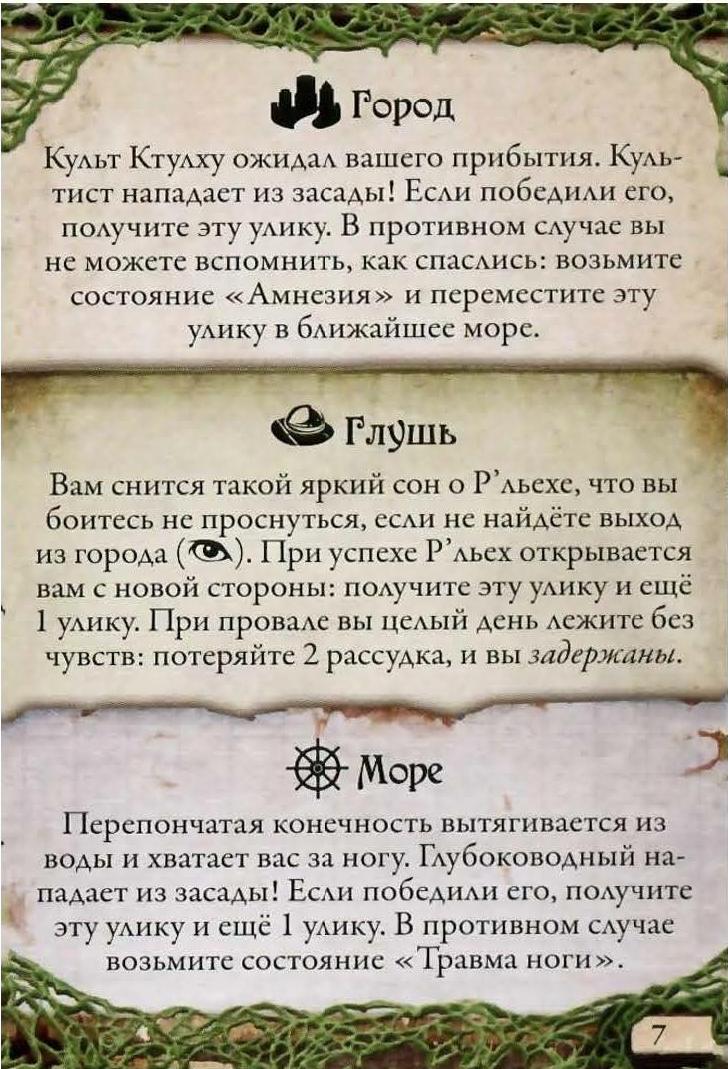 Город
Культ Ктулху ожидал вашего прибытия. Куль-
тист нападает из засады! Если победили его,
получите эту улику. В противном случае вы
не можете вспомнить, как спаслись: возьмите
состояние «Амнезия» и переместите эту
улику в ближайшее море.
Глушь
Вам снится такой яркий сон о Р’льехе, что вы
боитесь не проснуться, если не найдёте выход
из города (). При успехе Р’льех открывается
вам с новой стороны: получите эту улику и ещё
1 улику. При провале вы целый день лежите без
чувств: потеряйте 2 рассудка, и вы задержаны.
Море
Перепончатая конечность вытягивается из
воды и хватает вас за ногу. Глубоководный на-
падает из засады! Если победили его, получите
эту улику и ещё 1 улику. В противном случае
возьмите состояние «Травма ноги».
7